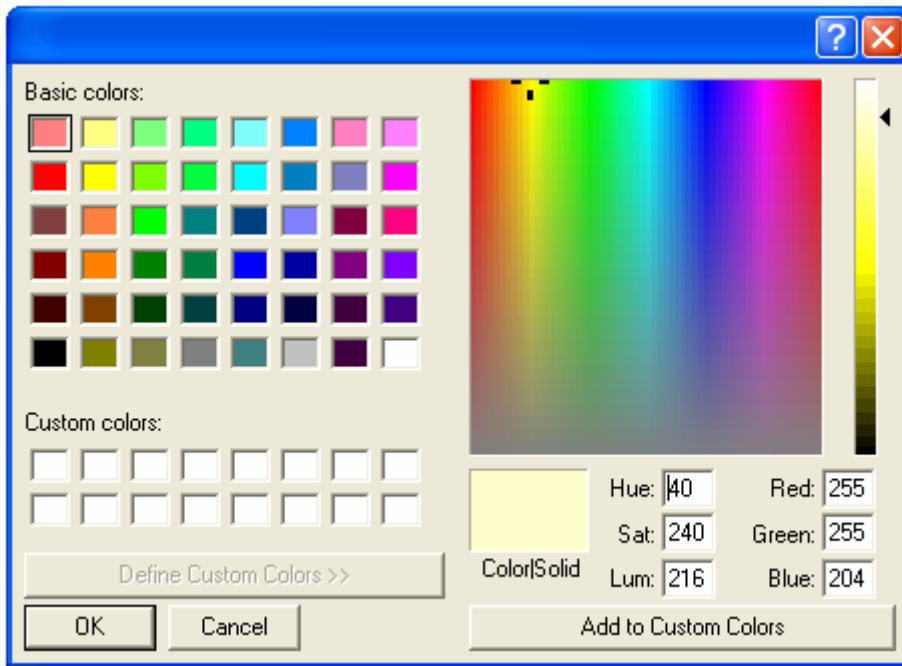 ?
Basic colors:
Custom colors:
Define Custom Colors >>
OK Cancel
Color|Solid
Hue: 40 Red: 255
Sat: 240 Green: 255
Lum: 216 Blue: 204
Add to Custom Colors